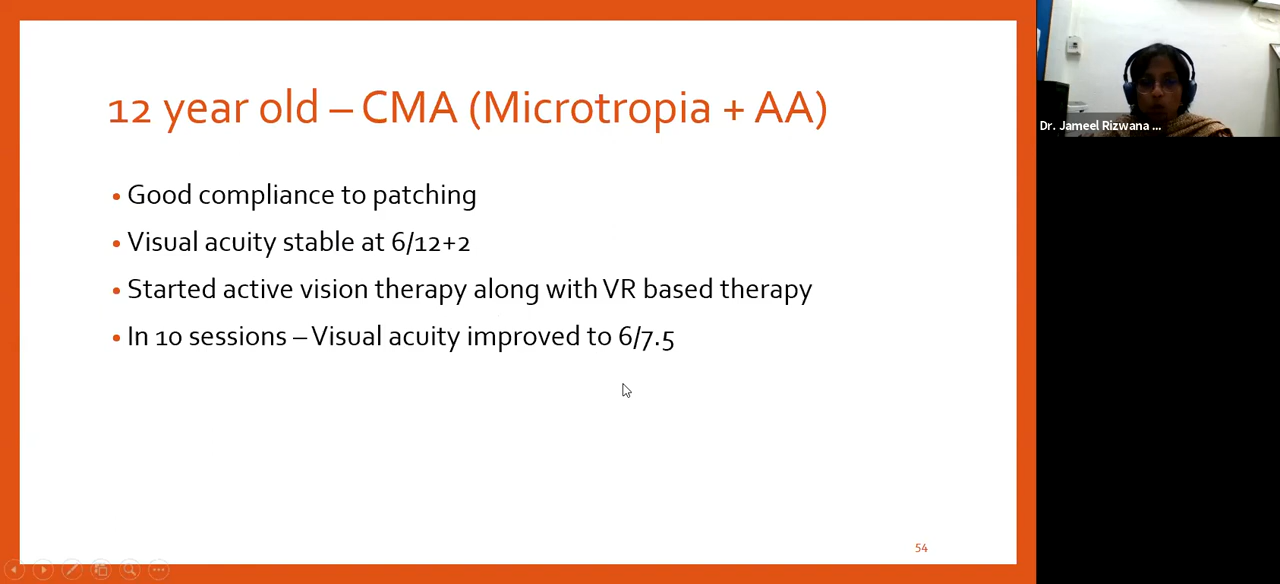 12 year old – CMA (Microtropia + AA)
• Good compliance to patching
• Visual acuity stable at 6/12+2
• Started active vision therapy along with VR based therapy
• In 10 sessions – Visual acuity improved to 6/7.5
54
Dr. Jameel Rizwana ...